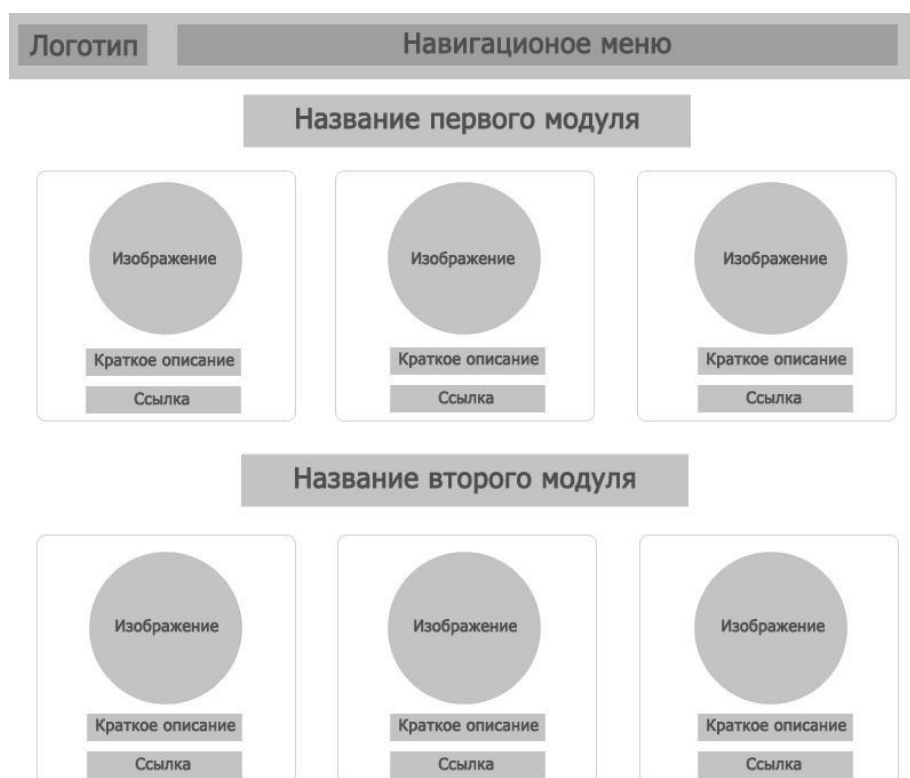 Логотип
Навигационое меню
Название первого модуля
Изображение
Изображение
Изображение
Краткое описание
Краткое описание
Краткое описание
Ссылка
Ссылка
Ссылка
Название второго модуля
Изображение
Изображение
Изображение
Краткое описание
Краткое описание
Краткое описание
Ссылка
Ссылка
Ссылка